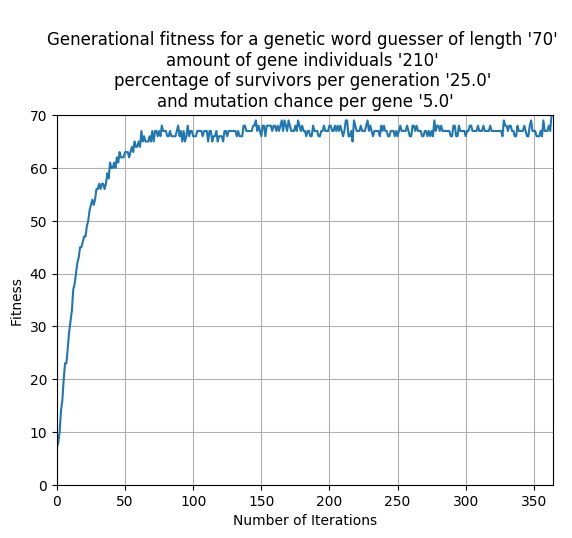 Generational fitness for a genetic word guesser of length '70'
amount of gene individuals '210'
percentage of survivors per generation '25.0'
and mutation chance per gene '5.0'
70
60
50
40
30
20
10
0
Fitness
0 50 100 150 200 250 300 350
Number of Iterations